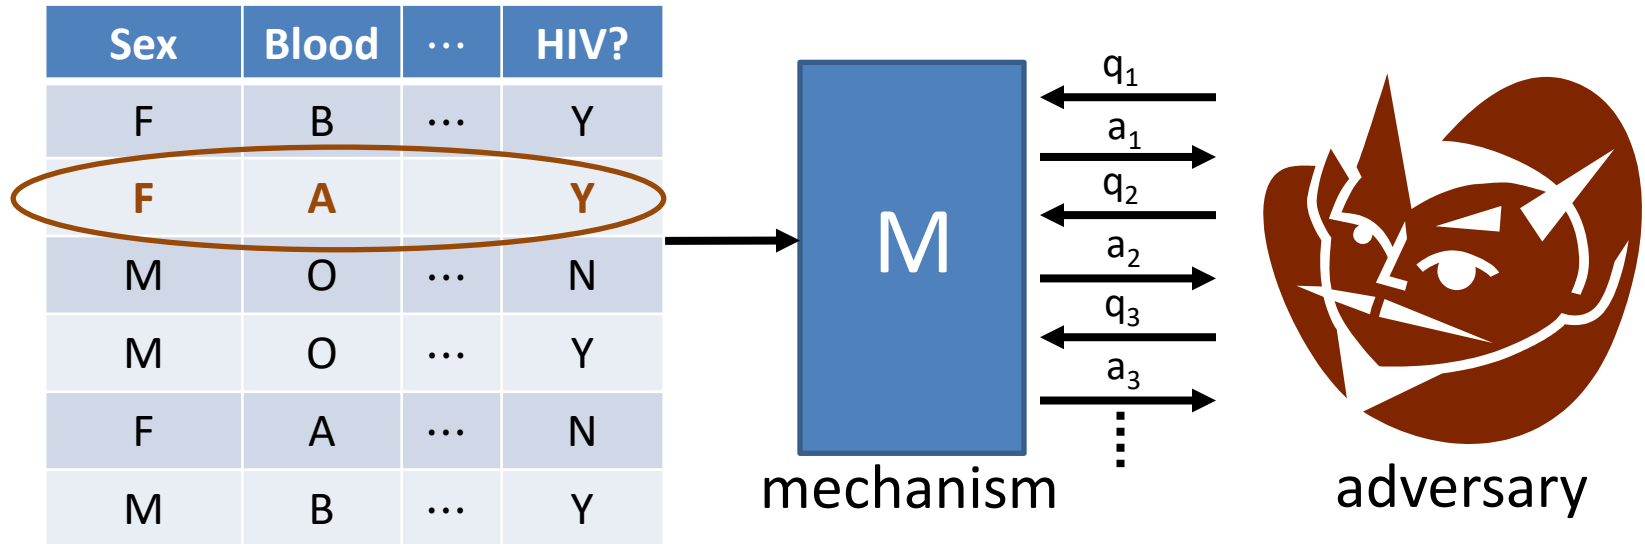 Sex Blood ... HIV?
F B ... Y
F A Y
M O ... N
M O ... Y
F A ... N
M B ... Y
M
mechanism
q1
a1
q2
a2
q3
a3
adversary